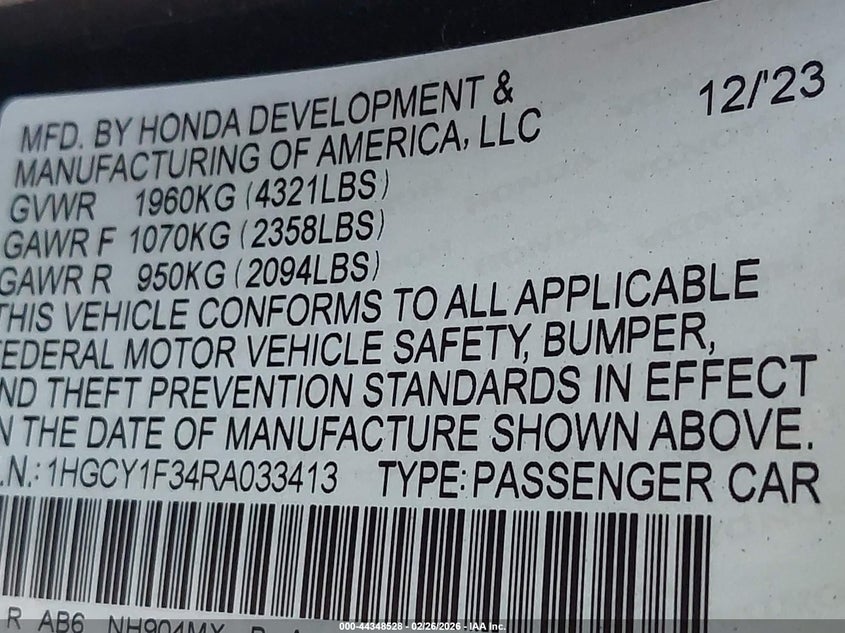 12/'23
MFD. BY HONDA DEVELOPMENT &
MANUFACTURING OF AMERICA, LLC
GVWR 1960KG (4321LBS)
GAWR F 1070KG (2358LBS)
GAWR R 950KG (2094LBS)
THIS VEHICLE CONFORMS TO ALL APPLICABLE
FEDERAL MOTOR VEHICLE SAFETY, BUMPER,
ND THEFT PREVENTION STANDARDS IN EFFECT
N THE DATE OF MANUFACTURE SHOWN ABOVE.
.N.: 1HGCY1F34RA033413 TYPE: PASSENGER CAR
R AB6 NH904MX
000-44348528 - 02/26/2026 - IAA Inc.